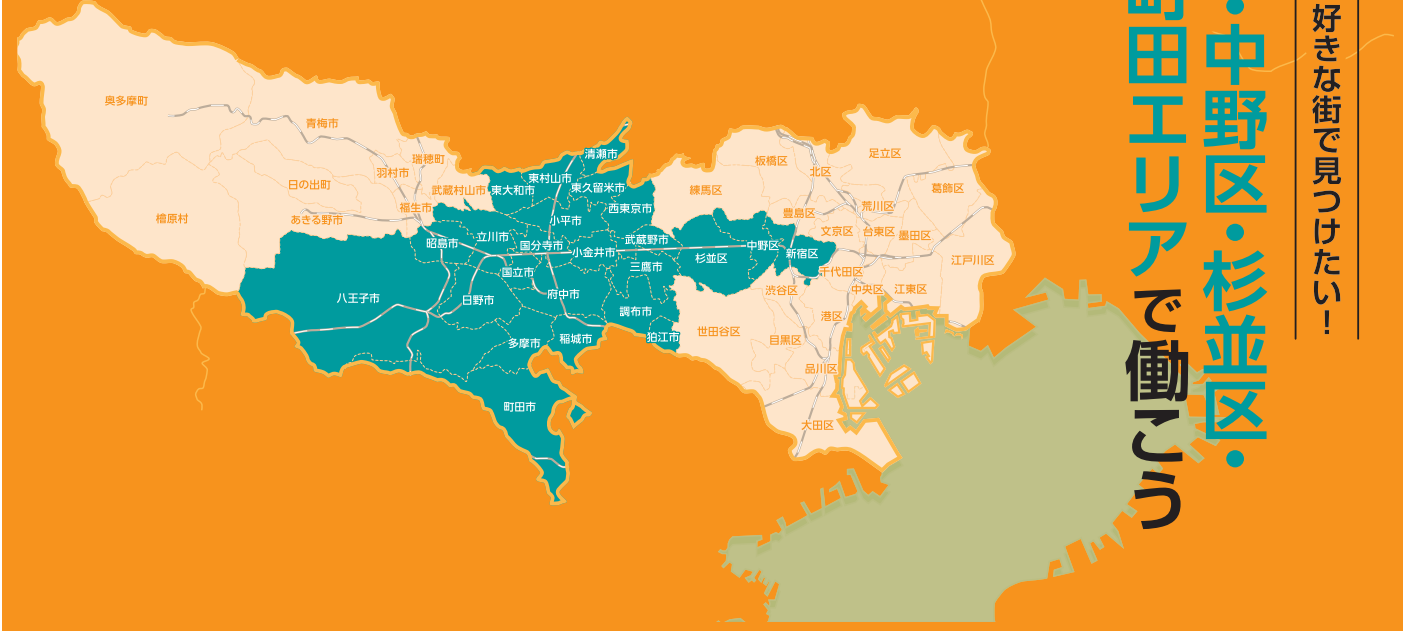 好きな街で見つけたい！
・中野区・杉並区・
町田エリアで働こう
奥多摩町
青梅市
瑞穂町
羽村市
日の出町
武蔵村山市
福生市
檜原村
あきる野市
清瀬市
東村山市
東大和市
東久留米市
西東京市
小平市
立川市
昭島市
国分寺市
武蔵野市
小金井市
三鷹市
国立市
八王子市
日野市
府中市
調布市
多摩市
稲城市
狛江市
町田市
板橋区
北区
足立区
練馬区
葛飾区
豊島区
荒川区
文京区
台東区
墨田区
中野区
新宿区
杉並区
江戸川区
千代田区
渋谷区
中央区
江東区
港区
世田谷区
目黒区
品川区
大田区